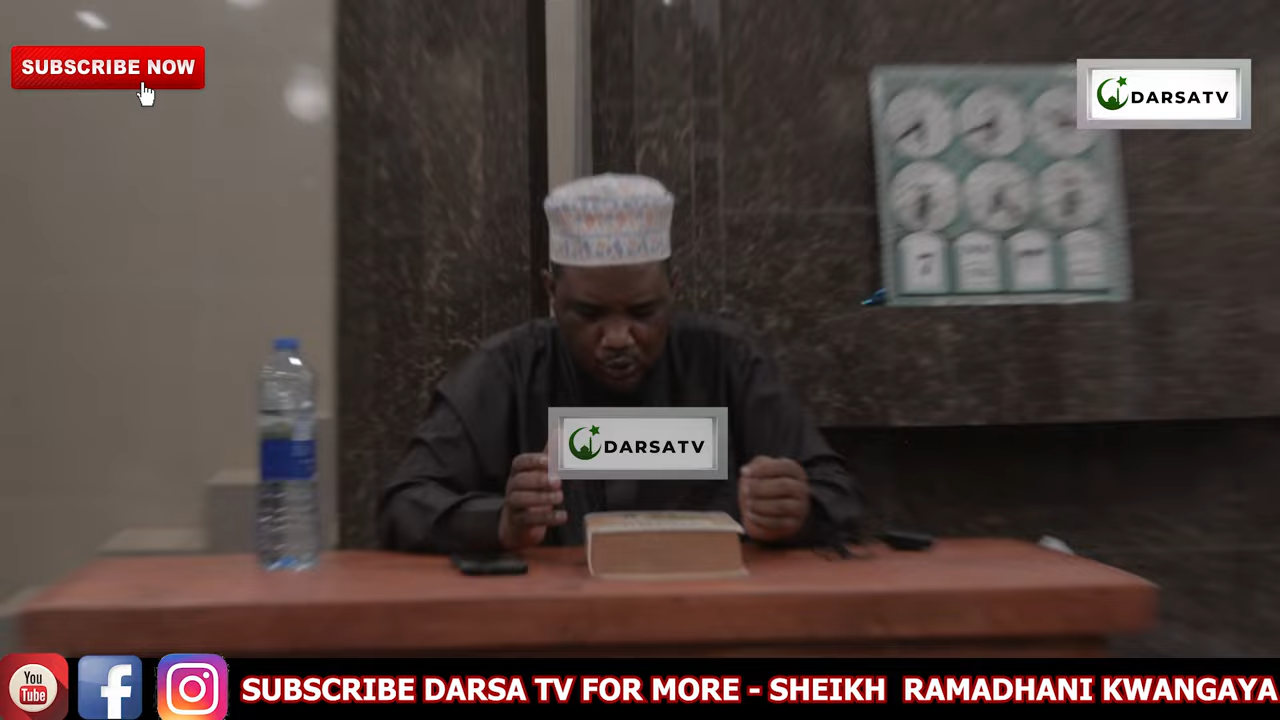 SUBSCRIBE NOW
DARSATV
DARSATV
You
Tube
SUBSCRIBE DARSA TV FOR MORE - SHEIKH RAMADHANI KWANGAYA